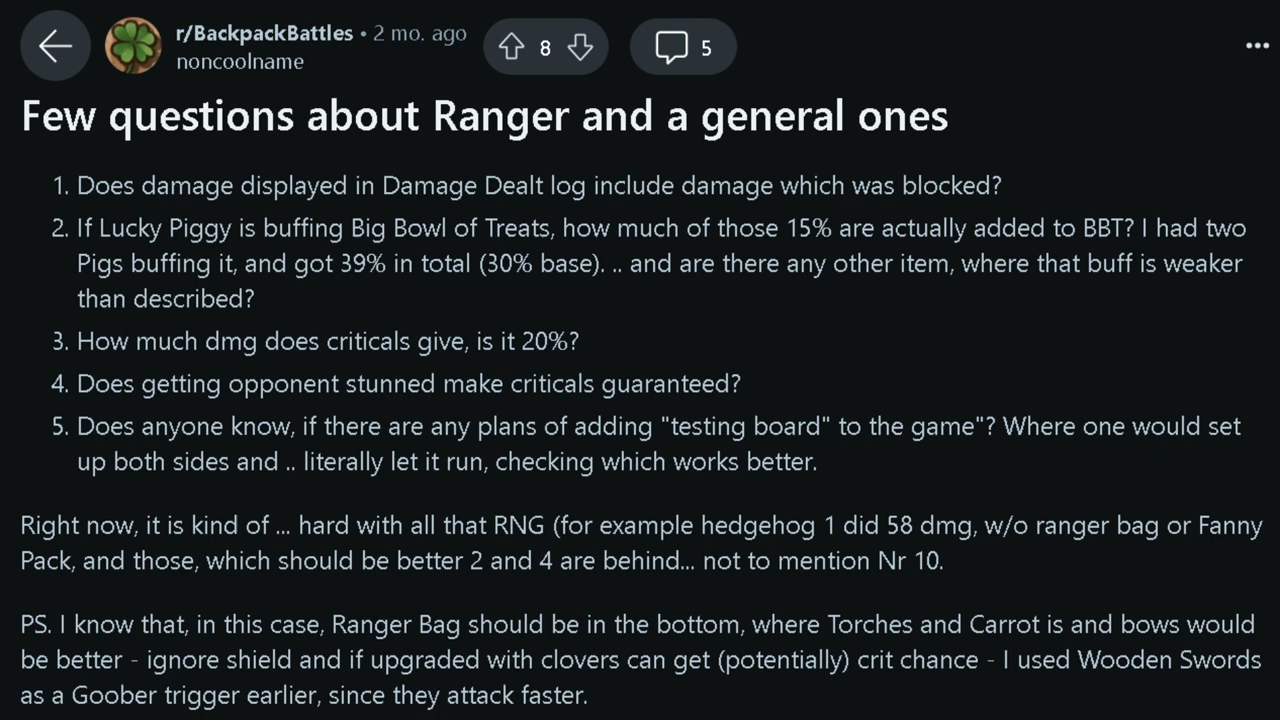 r/BackpackBattles • 2 mo. ago
noncoolname
8
5
Few questions about Ranger and a general ones
1. Does damage displayed in Damage Dealt log include damage which was blocked?
2. If Lucky Piggy is buffing Big Bowl of Treats, how much of those 15% are actually added to BBT? I had two
Pigs buffing it, and got 39% in total (30% base). .. and are there any other item, where that buff is weaker
than described?
3. How much dmg does criticals give, is it 20%?
4. Does getting opponent stunned make criticals guaranteed?
5. Does anyone know, if there are any plans of adding "testing board" to the game"? Where one would set
up both sides and .. literally let it run, checking which works better.
Right now, it is kind of ... hard with all that RNG (for example hedgehog 1 did 58 dmg, w/o ranger bag or Fanny
Pack, and those, which should be better 2 and 4 are behind... not to mention Nr 10.
PS. I know that, in this case, Ranger Bag should be in the bottom, where Torches and Carrot is and bows would
be better - ignore shield and if upgraded with clovers can get (potentially) crit chance - I used Wooden Swords
as a Goober trigger earlier, since they attack faster.